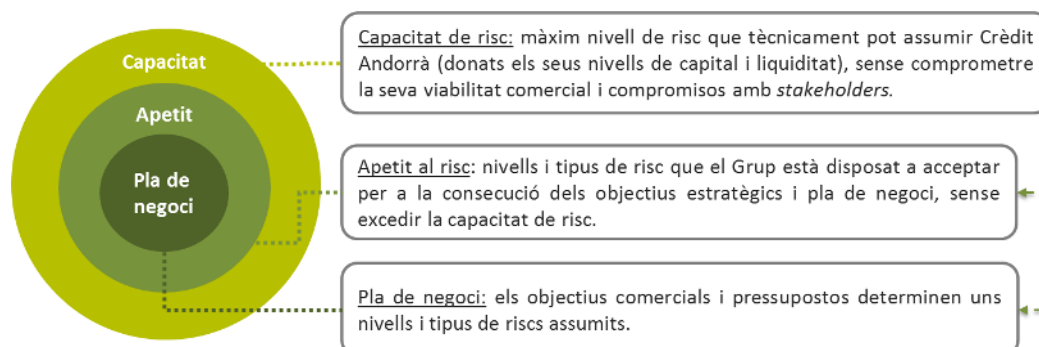 Capacitat
Apetit
Pla de
negoci
Capacitat de risc: màxim nivell de risc que tècnicament pot assumir Crèdit
Andorrà (donats els seus nivells de capital i liquiditat), sense comprometre
la seva viabilitat comercial i compromisos amb stakeholders.
Apetit al risc: nivells i tipus de risc que el Grup està disposat a acceptar
per a la consecució dels objectius estratègics i pla de negoci, sense
excedir la capacitat de risc.
Pla de negoci: els objectius comercials i pressupostos determinen uns
nivells i tipus de riscs assumits.